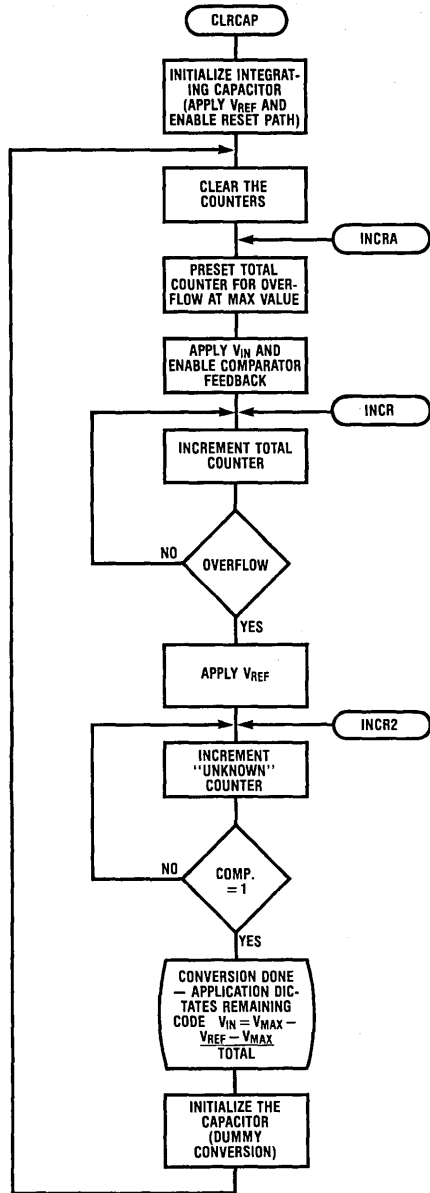 CLRCAP
INITIALIZE INTEGRAT-
ING CAPACITOR
(APPLY VREF AND
ENABLE RESET PATH)
CLEAR THE
COUNTERS
INCRA
PRESET TOTAL
COUNTER FOR OVER-
FLOW AT MAX VALUE
APPLY VIN AND
ENABLE COMPARATOR
FEEDBACK
INCR
INCREMENT TOTAL
COUNTER
NO
OVERFLOW
YES
APPLY VREF
INCR2
INCREMENT
"UNKNOWN"
COUNTER
NO
COMP.
= 1
YES
CONVERSION DONE
— APPLICATION DIC-
TATES REMAINING
CODE VIN = VMAX –
VREF – VMAX
TOTAL
INITIALIZE THE
CAPACITOR
(DUMMY
CONVERSION)